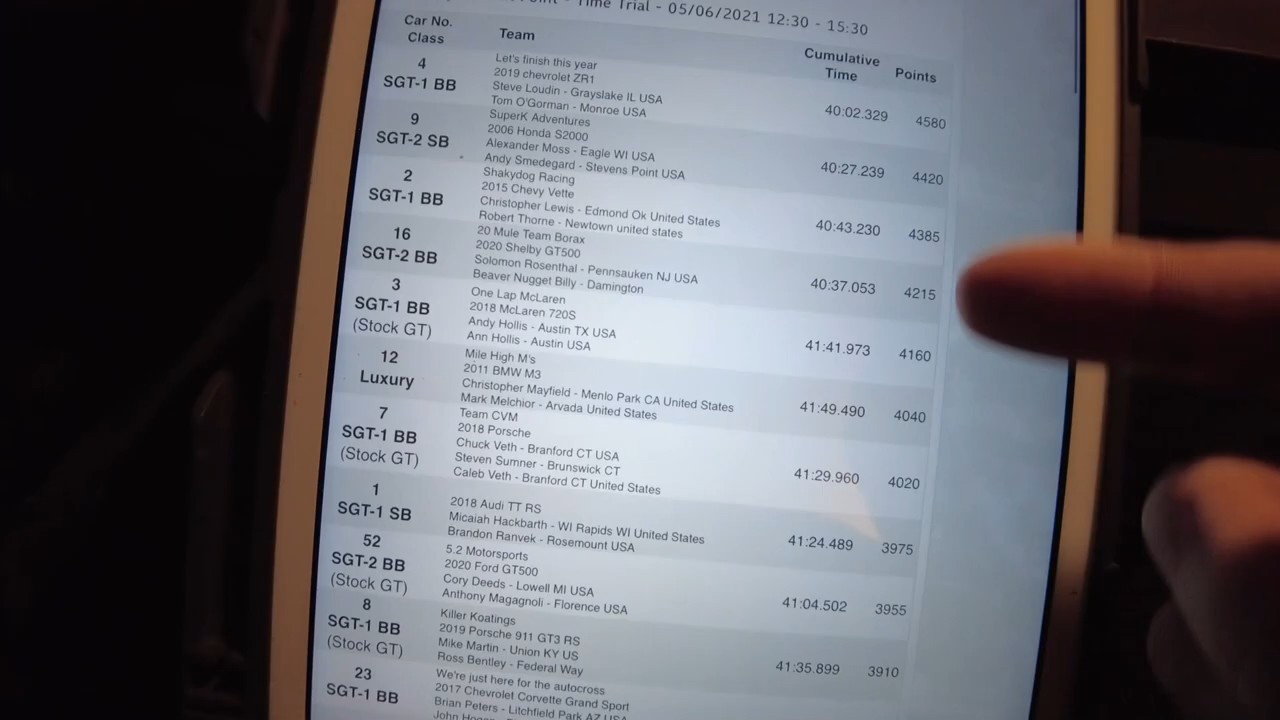 Point - Time Trial - 05/06/2021 12:30 - 15:30
Car No.
Class
Team
Cumulative
Time
Points
4
SGT-1 BB
Let's finish this year
2019 chevrolet ZR1
Steve Loudin - Grayslake IL USA
Tom O'Gorman - Monroe USA
40:02.329
4580
9
SGT-2 SB
SuperK Adventures
2006 Honda S2000
Alexander Moss - Eagle WI USA
Andy Smedegard - Stevens Point USA
40:27.239
4420
2
SGT-1 BB
Shakydog Racing
2015 Chevy Vette
Christopher Lewis - Edmond Ok United States
Robert Thorne - Newtown united states
40:43.230
4385
16
SGT-2 BB
20 Mule Team Borax
2020 Shelby GT500
Solomon Rosenthal - Pennsauken NJ USA
Beaver Nugget Billy - Damington
40:37.053
4215
3
SGT-1 BB
(Stock GT)
One Lap McLaren
2018 McLaren 720S
Andy Hollis - Austin TX USA
Ann Hollis - Austin USA
41:41.973
4160
12
Luxury
Mile High M's
2011 BMW M3
Christopher Mayfield - Menlo Park CA United States
Mark Melchior - Arvada United States
41:49.490
4040
7
SGT-1 BB
(Stock GT)
Team CVM
2018 Porsche
Chuck Veth - Branford CT USA
Steven Sumner - Brunswick CT
Caleb Veth - Branford CT United States
41:29.960
4020
1
SGT-1 SB
2018 Audi TT RS
Micaiah Hackbarth - WI Rapids WI United States
Brandon Ranvek - Rosemount USA
41:24.489
3975
52
SGT-2 BB
(Stock GT)
5.2 Motorsports
2020 Ford GT500
Cory Deeds - Lowell MI USA
Anthony Magagnoli - Florence USA
41:04.502
3955
8
SGT-1 BB
(Stock GT)
Killer Koatings
2019 Porsche 911 GT3 RS
Mike Martin - Union KY US
Ross Bentley - Federal Way
41:35.899
3910
23
SGT-1 BB
We're just here for the autocross
2017 Chevrolet Corvette Grand Sport
Brian Peters - Litchfield Park AZ USA
John